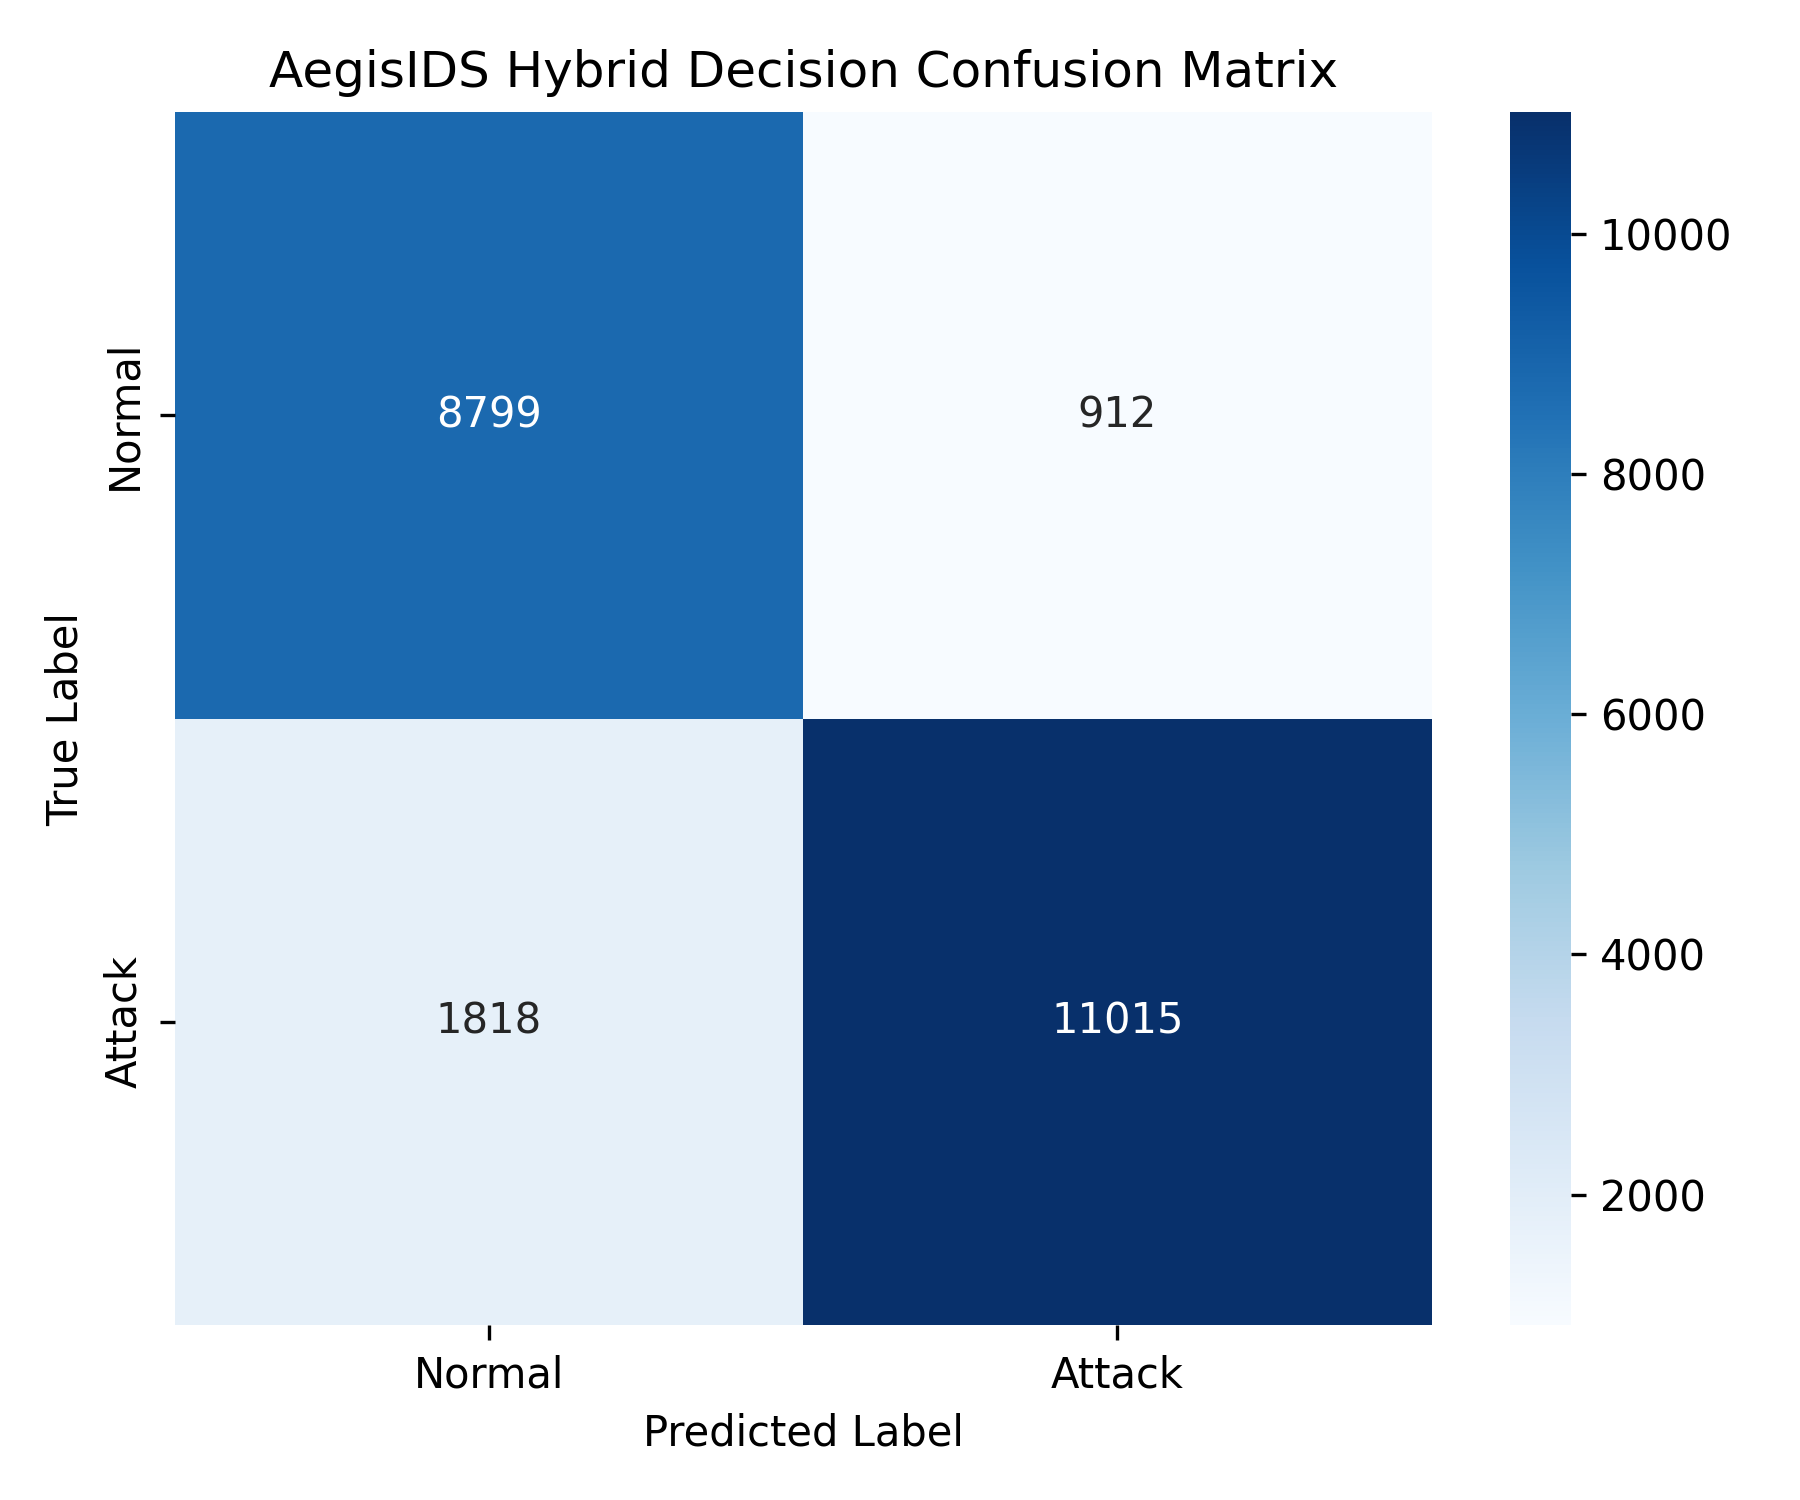 AegisIDS Hybrid Decision Confusion Matrix
True Label
Normal
Attack
8799
912
1818
11015
Normal
Attack
Predicted Label
10000
8000
6000
4000
2000